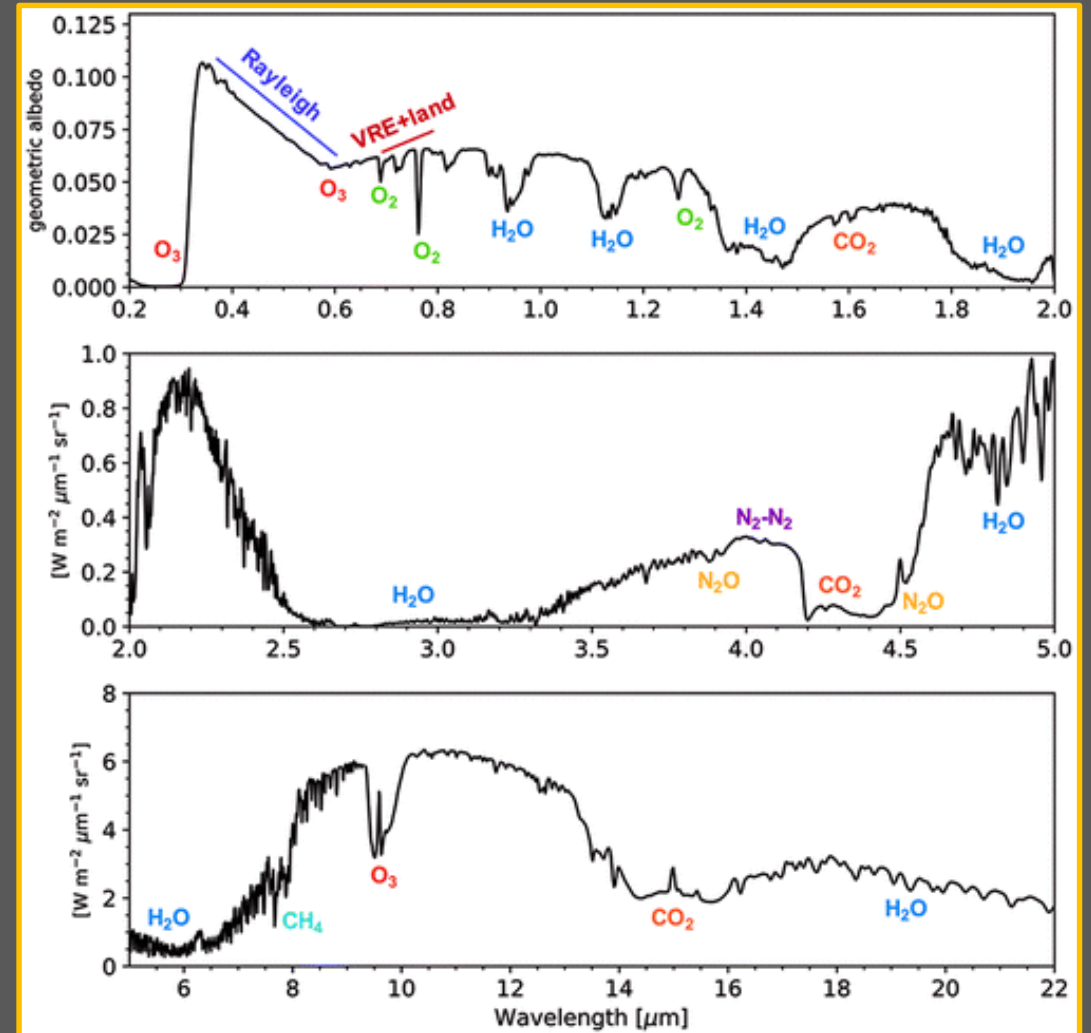 0.125
0.100
0.075
0.050
0.025
0.000
geometric albedo
Rayleigh
VRE+land
O₃
O₃
O₂
O₂
H₂O
H₂O
O₂
H₂O
CO₂
H₂O
0.2 0.4 0.6 0.8 1.0 1.2 1.4 1.6 1.8 2.0
1.0
0.8
0.6
0.4
0.2
0.0
[W m⁻² μm⁻¹ sr⁻¹]
H₂O
N₂-N₂
N₂O
CO₂
N₂O
H₂O
2.0 2.5 3.0 3.5 4.0 4.5 5.0
8
6
4
2
0
[W m⁻² μm⁻¹ sr⁻¹]
H₂O
CH₄
O₃
CO₂
H₂O
6 8 10 12 14 16 18 20 22
Wavelength [μm]